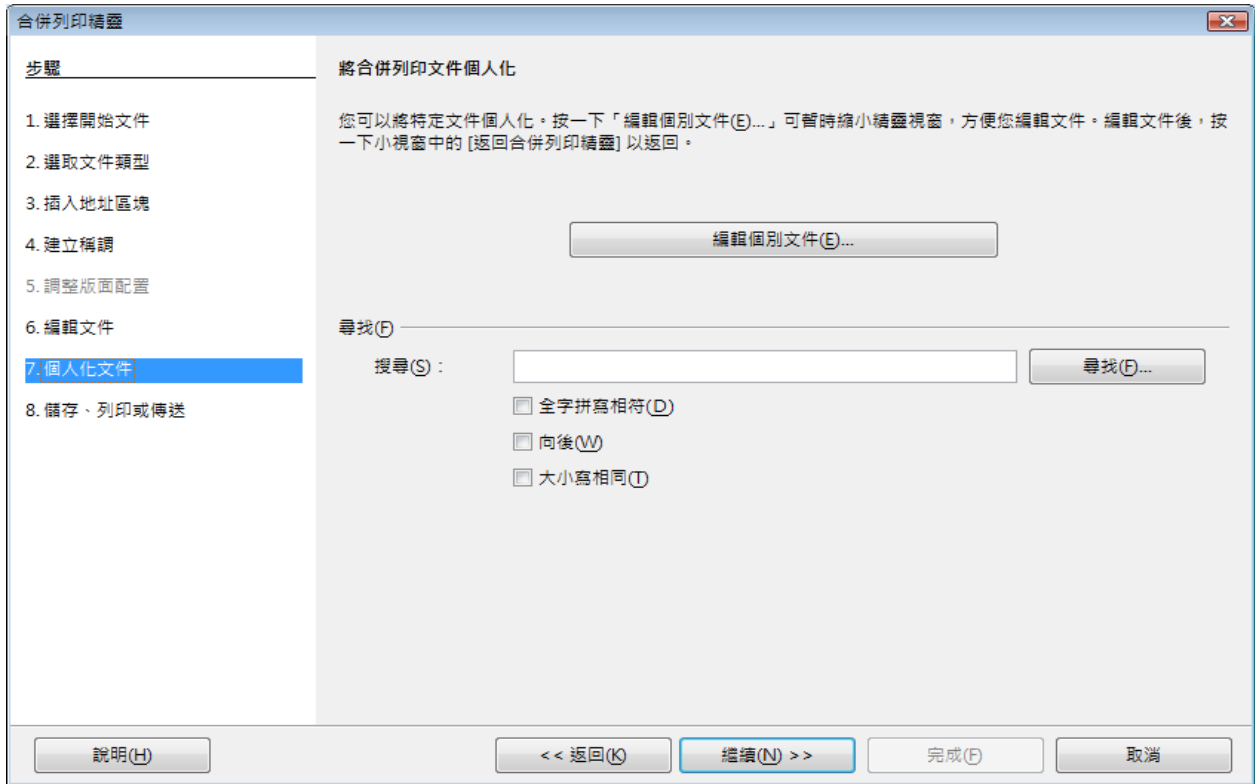 合併列印精靈
步驟
1. 選擇開始文件
2. 選取文件類型
3. 插入地址區塊
4. 建立稱謂
5. 調整版面配置
6. 編輯文件
7. 個人化文件
8. 儲存、列印或傳送
將合併列印文件個人化
您可以將特定文件個人化。按一下「編輯個別文件(E)...」可暫時縮小精靈視窗，方便您編輯文件。編輯文件後，按
一下小視窗中的 [返回合併列印精靈] 以返回。
編輯個別文件(E)...
尋找(F)
搜尋(S)：
尋找(F)...
全字拼寫相符(D)
向後(W)
大小寫相同(T)
說明(H)
<< 返回(K)
繼續(N) >>
完成(F)
取消